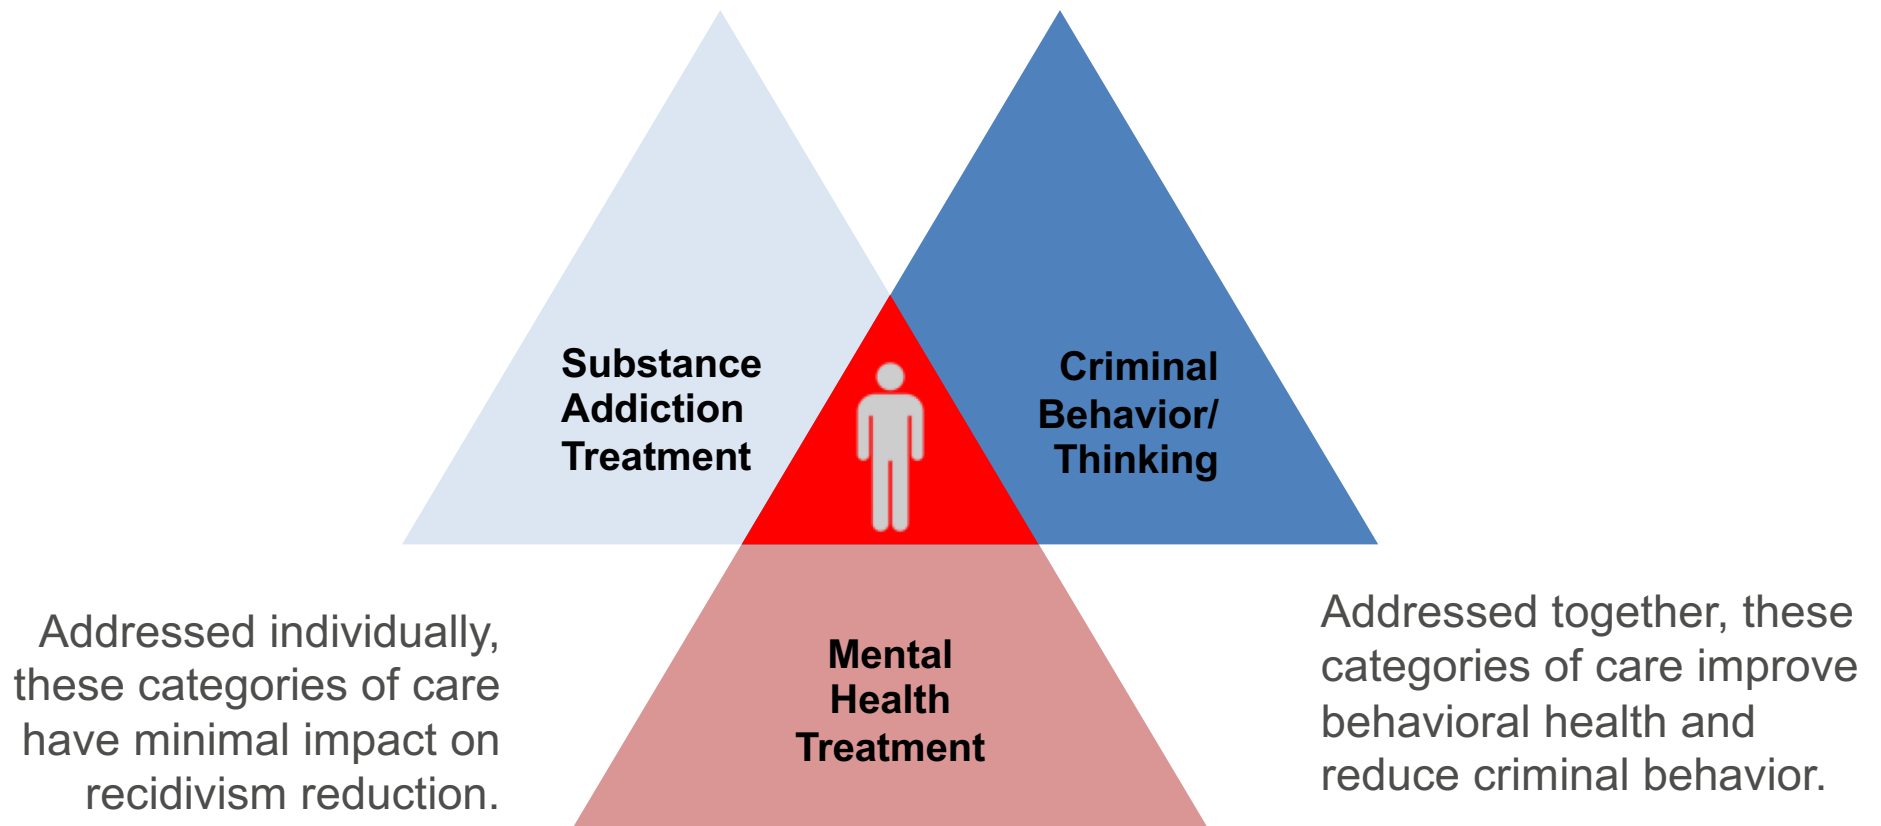 Substance
Addiction
Treatment
Criminal
Behavior/
Thinking
Mental
Health
Treatment
Addressed individually,
these categories of care
have minimal impact on
recidivism reduction.
Addressed together, these
categories of care improve
behavioral health and
reduce criminal behavior.